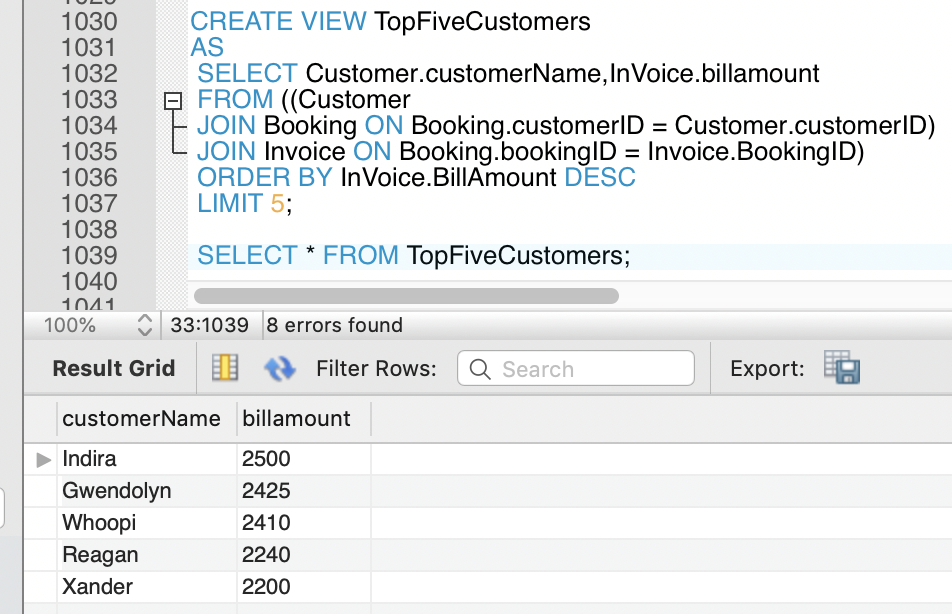 1030 CREATE VIEW TopFiveCustomers
1031 AS
1032 SELECT Customer.customerName,InVoice.billamount
1033 FROM ((Customer
1034 JOIN Booking ON Booking.customerID = Customer.customerID)
1035 JOIN Invoice ON Booking.bookingID = Invoice.BookingID)
1036 ORDER BY InVoice.BillAmount DESC
1037 LIMIT 5;
1038
1039 SELECT * FROM TopFiveCustomers;
1040
1041
100% 33:1039 8 errors found
Result Grid Filter Rows: Search Export:
customerName billamount
Indira 2500
Gwendolyn 2425
Whoopi 2410
Reagan 2240
Xander 2200